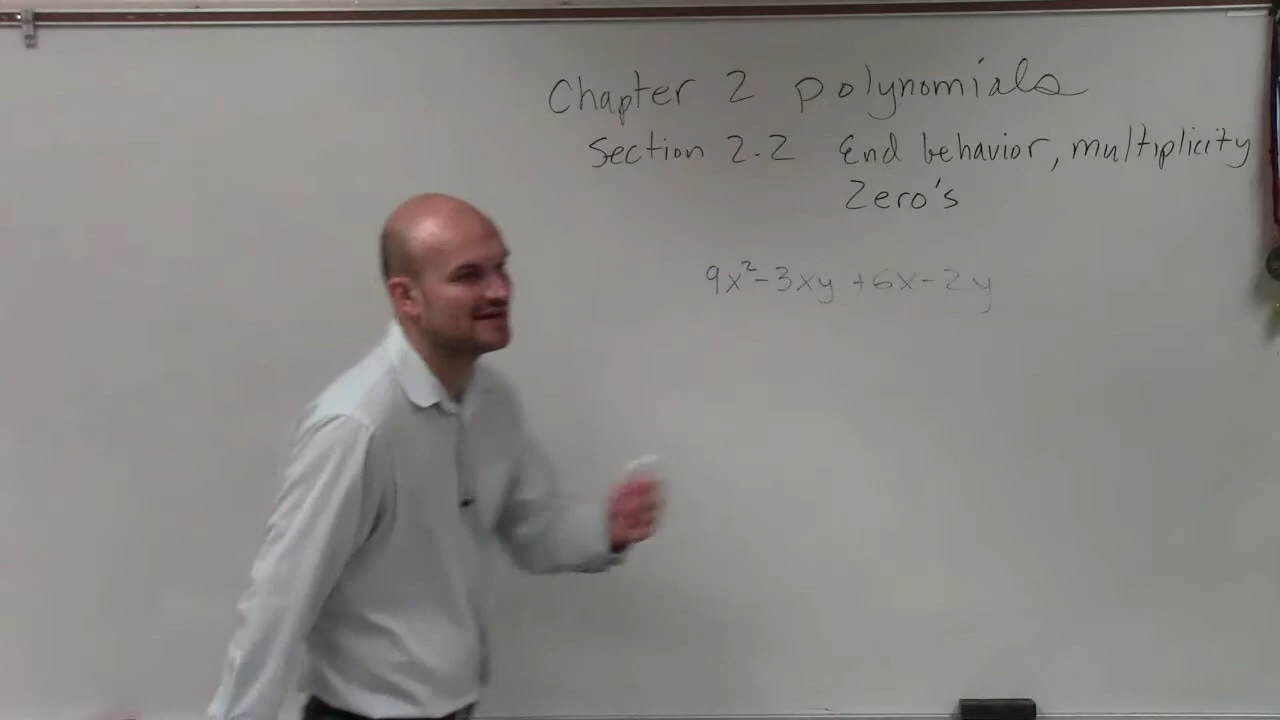 Chapter 2 polynomials
Section 2.2 End behavior, multiplicity
Zero's
9x²-3xy +6x-2y